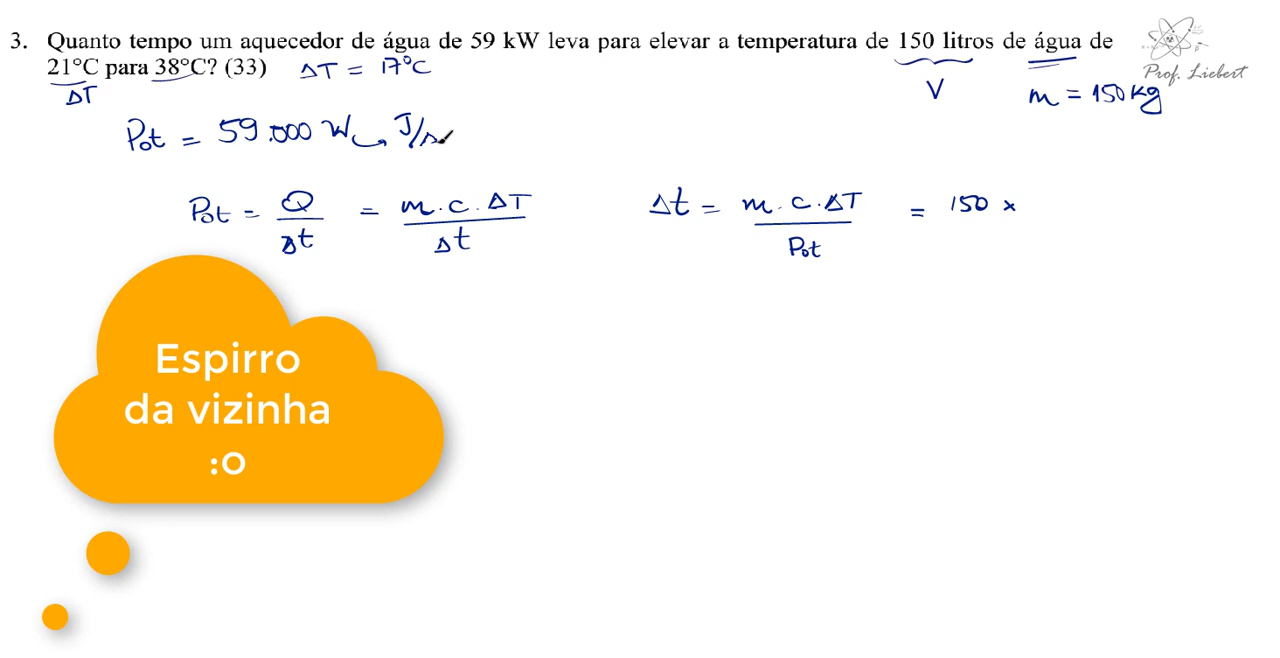 3. Quanto tempo um aquecedor de água de 59 kW leva para elevar a temperatura de 150 litros de água de
21°C para 38°C? (33) ΔT = 17°C
Prof. Liebert
ΔT
V
m = 150 kg
Pot = 59.000 W J/s
Pot = Q/Δt = m.c.ΔT/Δt
Δt = m.c.ΔT/Pot = 150 ×
Espirro
da vizinha
:O